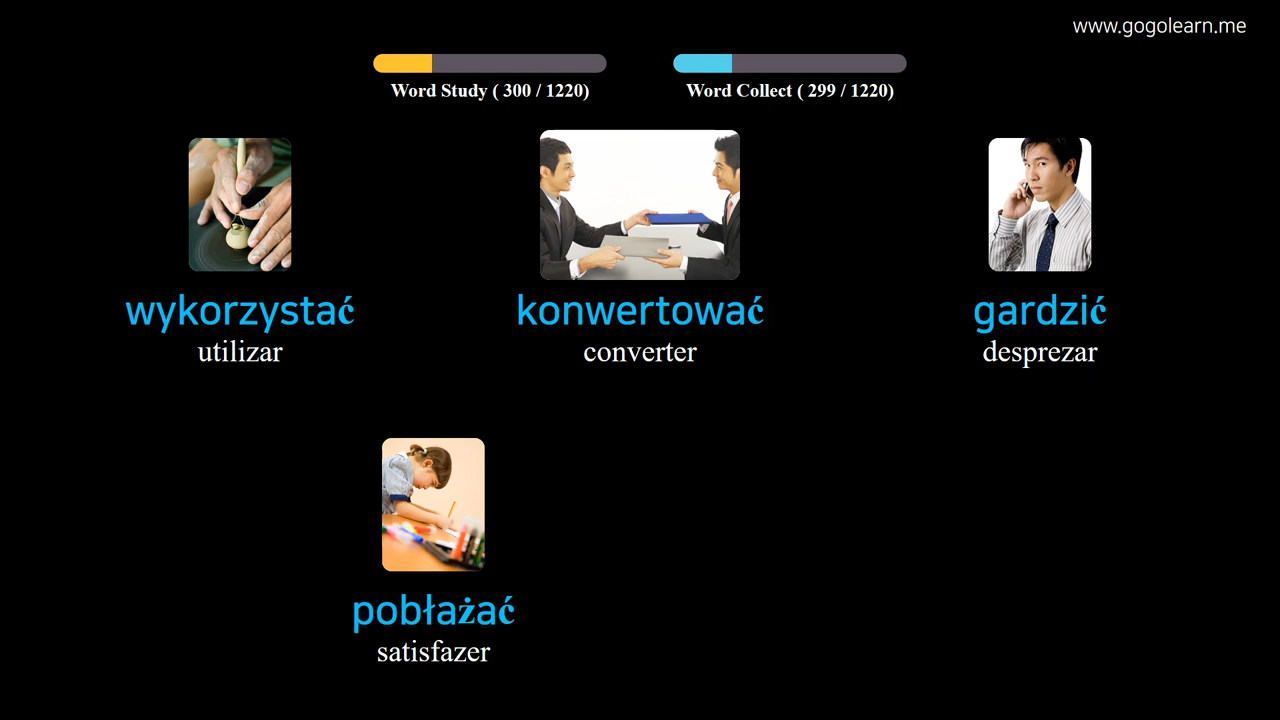 www.gogolearn.me
Word Study ( 300 / 1220)
Word Collect ( 299 / 1220)
wykorzystać
utilizar
konwertować
converter
gardzić
desprezar
pobłażać
satisfazer